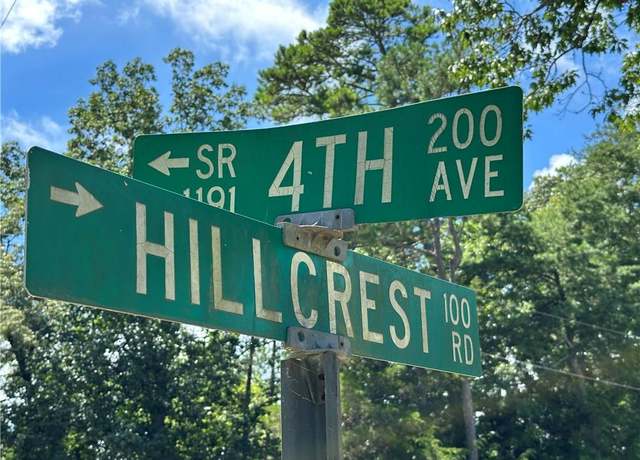 ← SR 1191 4TH 200 AVE
→ HILLCREST 100 RD